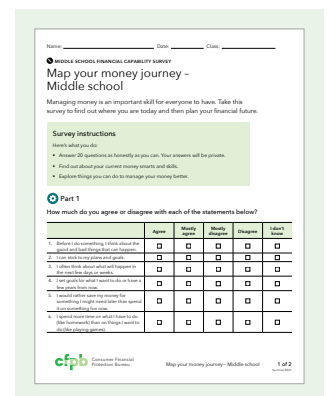 Name: Date: Class:
MIDDLE SCHOOL FINANCIAL CAPABILITY SURVEY
Map your money journey –
Middle school
Managing money is an important skill for everyone to have. Take this
survey to find out where you are today and then plan your financial future.
Survey instructions
Here's what you do:
• Answer 20 questions as honestly as you can. Your answers will be private.
• Find out about your current money smarts and skills.
• Explore things you can do to manage your money better.
Part 1
How much do you agree or disagree with each of the statements below?
Agree Mostly agree Mostly disagree Disagree I don't know
1. Before I do something, I think about the
good and bad things that can happen.
2. I can stick to my plans and goals.
3. I often think about what will happen in
the next few days or weeks.
4. I set goals for what I want to do or have a
few years from now.
5. I would rather save my money for
something I might need later than spend
it on something fun now.
6. I spend more time on what I have to do
(like homework) than on things I want to
do (like playing games).
cfpb Consumer Financial
Protection Bureau
Map your money journey – Middle school 1 of 2